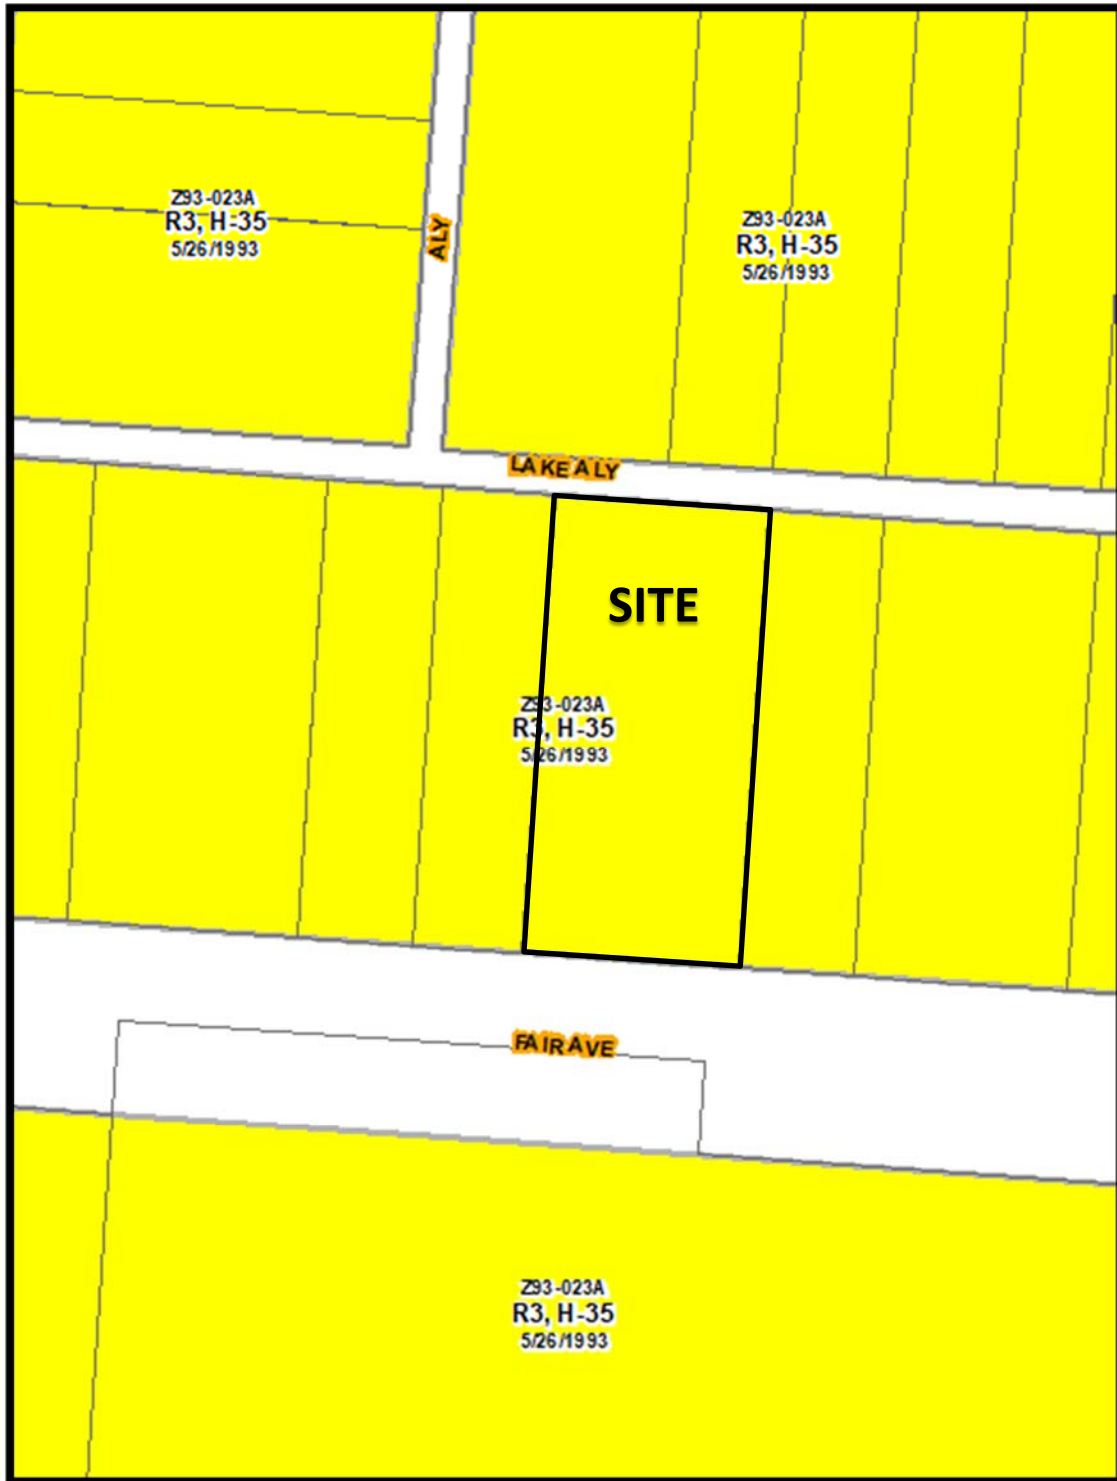 Z93-023A
R3, H-35
5/26/1993
ALY
Z93-023A
R3, H-35
5/26/1993
LAKE ALY
SITE
Z93-023A
R3, H-35
5/26/1993
FAIR AVE
Z93-023A
R3, H-35
5/26/1993